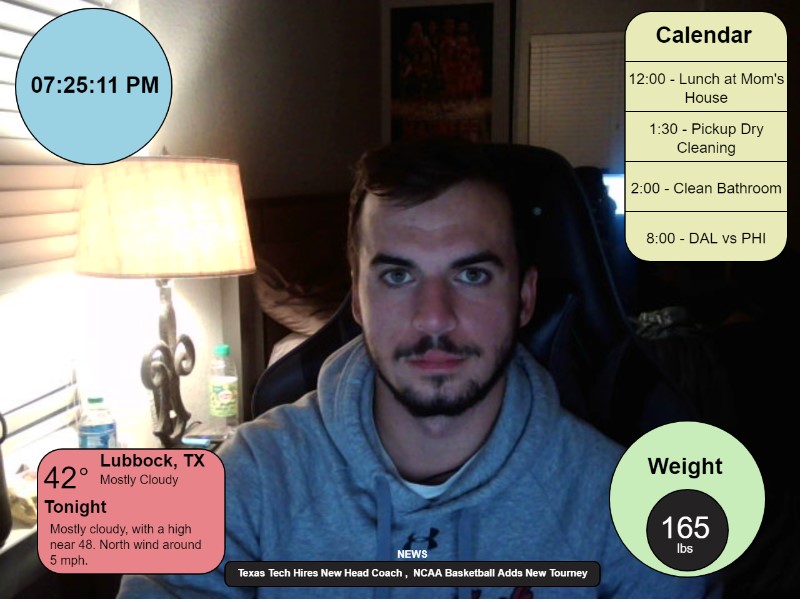 07:25:11 PM
Calendar
12:00 - Lunch at Mom's
House
1:30 - Pickup Dry
Cleaning
2:00 - Clean Bathroom
8:00 - DAL vs PHI
42°
Lubbock, TX
Mostly Cloudy
Tonight
Mostly cloudy, with a high
near 48. North wind around
5 mph.
Weight
165
lbs
NEWS
Texas Tech Hires New Head Coach , NCAA Basketball Adds New Tourney